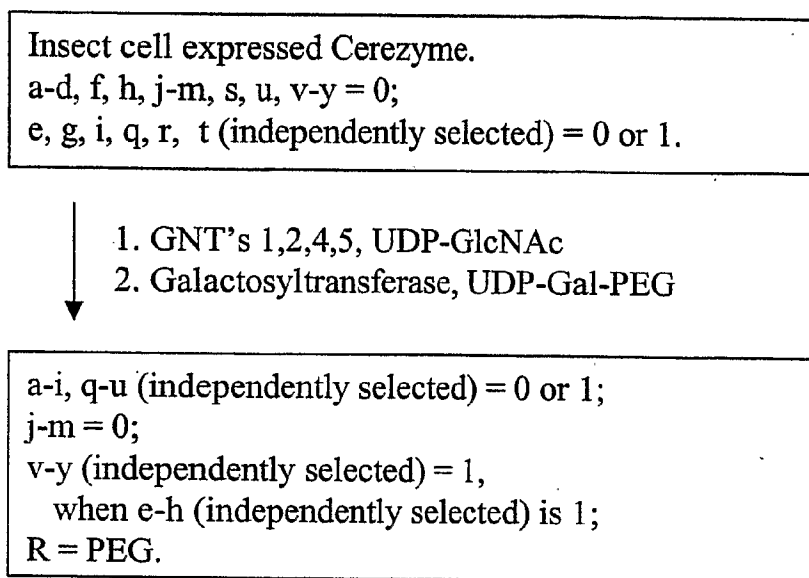 Insect cell expressed Cerezyme.
a-d, f, h, j-m, s, u, v-y = 0;
e, g, i, q, r, t (independently selected) = 0 or 1.
1. GNT's 1,2,4,5, UDP-GlcNAc
2. Galactosyltransferase, UDP-Gal-PEG
a-i, q-u (independently selected) = 0 or 1;
j-m = 0;
v-y (independently selected) = 1,
when e-h (independently selected) is 1;
R = PEG.